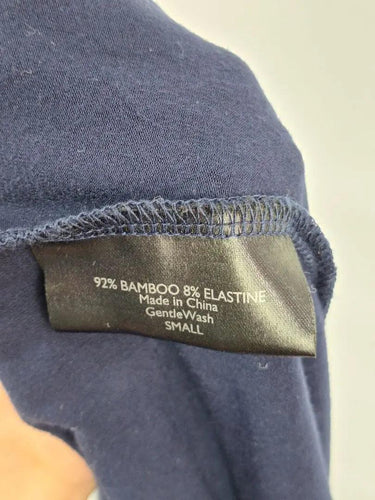 92% BAMBOO 8% ELASTINE
Made in China
GentleWash
SMALL